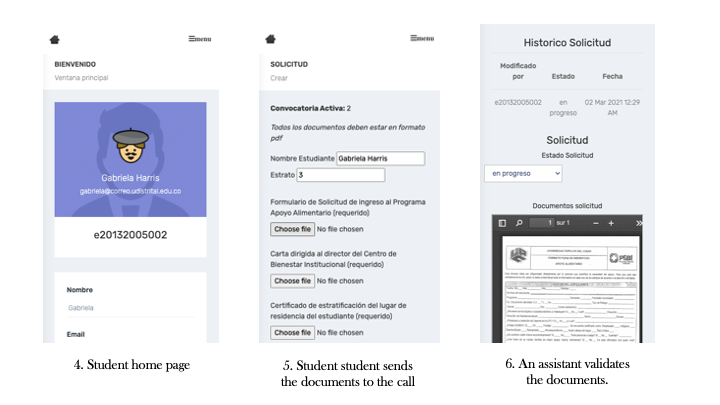 menu
BIENVENIDO
Ventana principal
Gabriela Harris
gabriela@correo.udistrital.edu.co
e20132005002
Nombre
Gabriela
Email
4. Student home page
menu
SOLICITUD
Crear
Convocatoria Activa: 2
Todos los documentos deben estar en formato
pdf
Nombre Estudiante Gabriela Harris
Estrato 3
Formulario de Solicitud de ingreso al Programa
Apoyo Alimentario (requerido)
Choose file No file chosen
Carta dirigida al director del Centro de
Bienestar Institucional (requerido)
Choose file No file chosen
Certificado de estratificación del lugar de
residencia del estudiante (requerido)
Choose file No file chosen
5. Student student sends
the documents to the call
Historico Solicitud
Modificado
por Estado Fecha
e20132005002 en
progreso 02 Mar 2021 12:29
AM
Solicitud
Estado Solicitud
en progreso
Documentos solicitud
1 sur 1
6. An assistant validates
the documents.